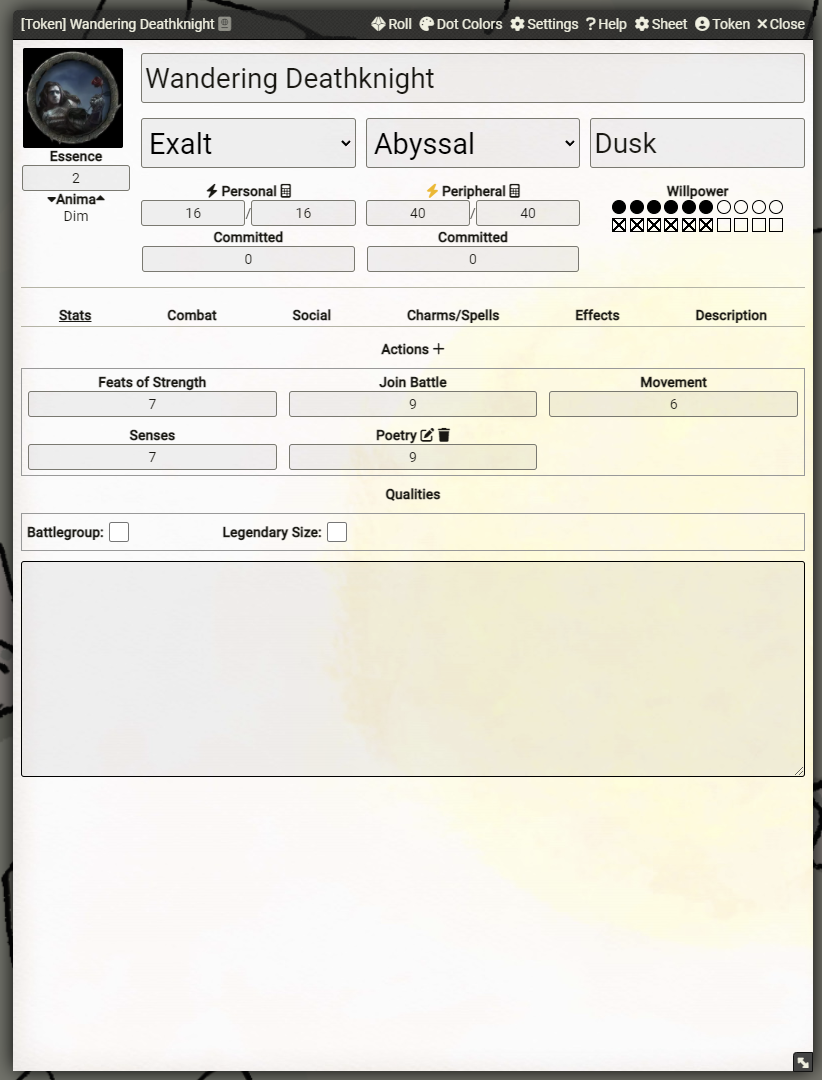 [Token] Wandering Deathknight Roll Dot Colors Settings ? Help Sheet Token Close
Wandering Deathknight
Exalt Abyssal Dusk
Essence
2
Anima
Dim
Personal Peripheral Willpower
16 / 16 40 / 40
Committed Committed
0 0
Stats Combat Social Charms/Spells Effects Description
Actions
Feats of Strength Join Battle Movement
7 9 6
Senses Poetry
7 9
Qualities
Battlegroup: Legendary Size: